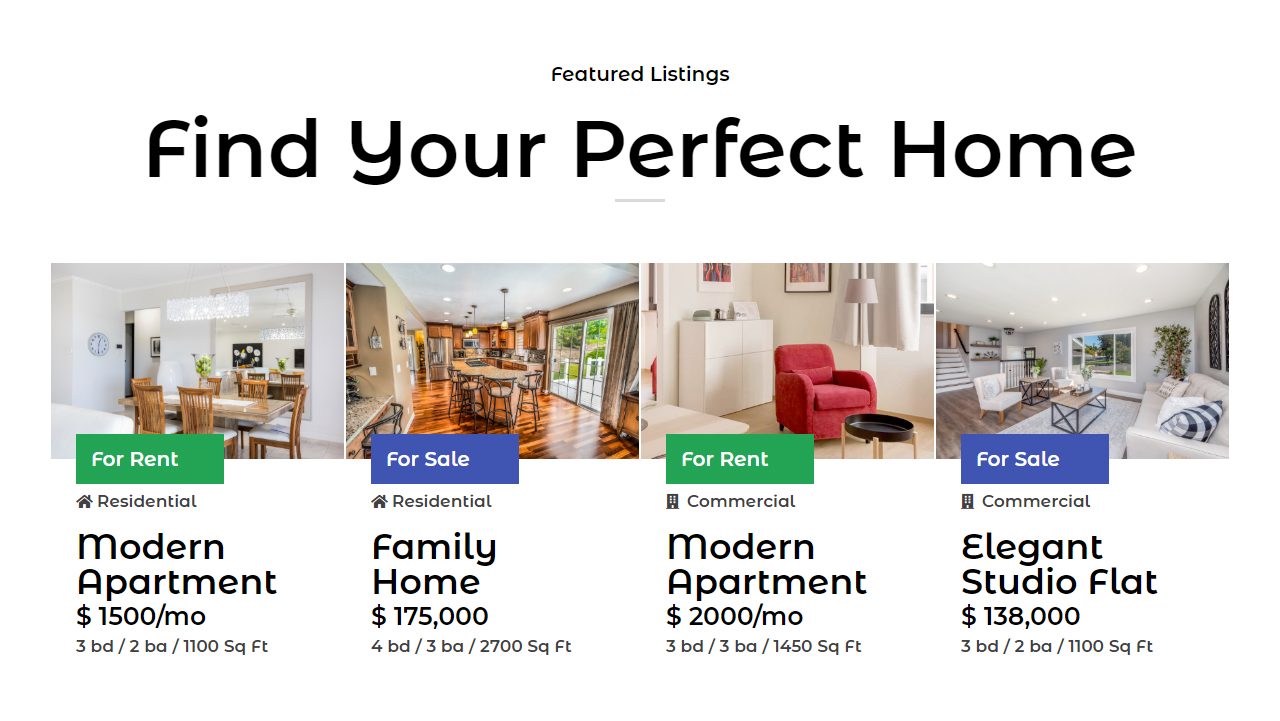 Featured Listings
Find Your Perfect Home
For Rent
Residential
Modern
Apartment
$ 1500/mo
3 bd / 2 ba / 1100 Sq Ft
For Sale
Residential
Family
Home
$ 175,000
4 bd / 3 ba / 2700 Sq Ft
For Rent
Commercial
Modern
Apartment
$ 2000/mo
3 bd / 3 ba / 1450 Sq Ft
For Sale
Commercial
Elegant
Studio Flat
$ 138,000
3 bd / 2 ba / 1100 Sq Ft